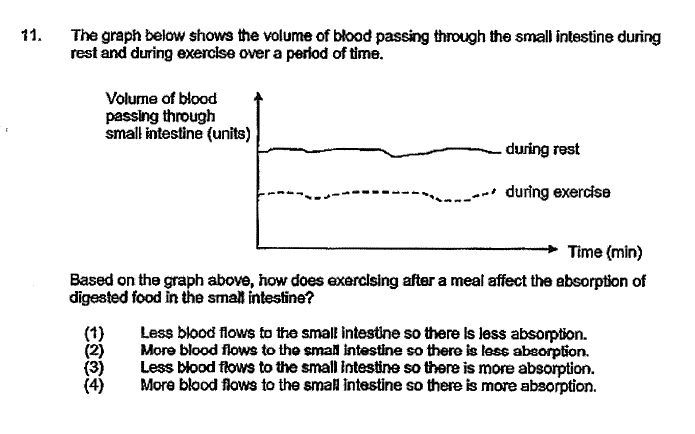 11. The graph below shows the volume of blood passing through the small intestine during
rest and during exercise over a period of time.
Volume of blood
passing through
small intestine (units)
during rest
during exercise
Time (min)
Based on the graph above, how does exercising after a meal affect the absorption of
digested food in the small intestine?
(1) Less blood flows to the small intestine so there is less absorption.
(2) More blood flows to the small intestine so there is less absorption.
(3) Less blood flows to the small intestine so there is more absorption.
(4) More blood flows to the small intestine so there is more absorption.